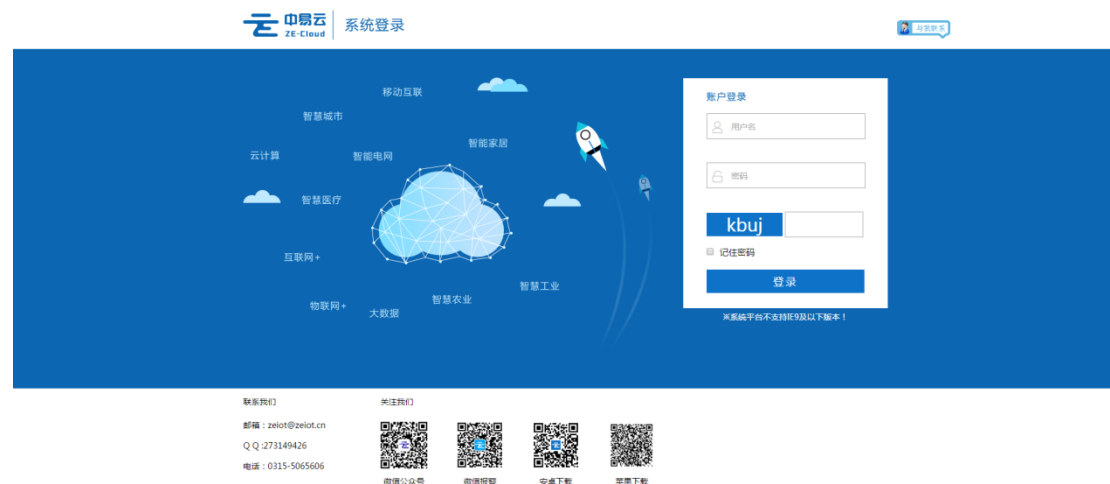 中易云
ZE-Cloud
系统登录
与我联系
移动互联
智慧城市
智能家居
云计算
智能电网
智慧医疗
互联网+
智慧工业
智慧农业
物联网+
大数据
账户登录
用户名
密码
kbuj
记住密码
登录
※系统平台不支持IE9及以下版本！
联系我们
关注我们
邮箱：zeiot@zeiot.cn
Q Q :273149426
电话：0315-5065606
微信公众号
微信报警
安卓下载
苹果下载